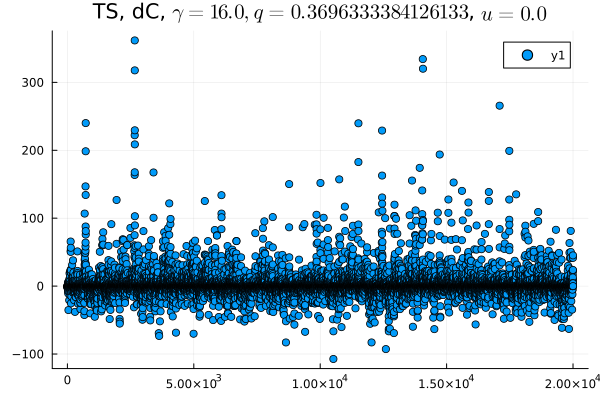 TS, dC, γ = 16.0, q = 0.3696333384126133, u = 0.0
y1
300
200
100
0
−100
0 5.00×10³ 1.00×10⁴ 1.50×10⁴ 2.00×10⁴